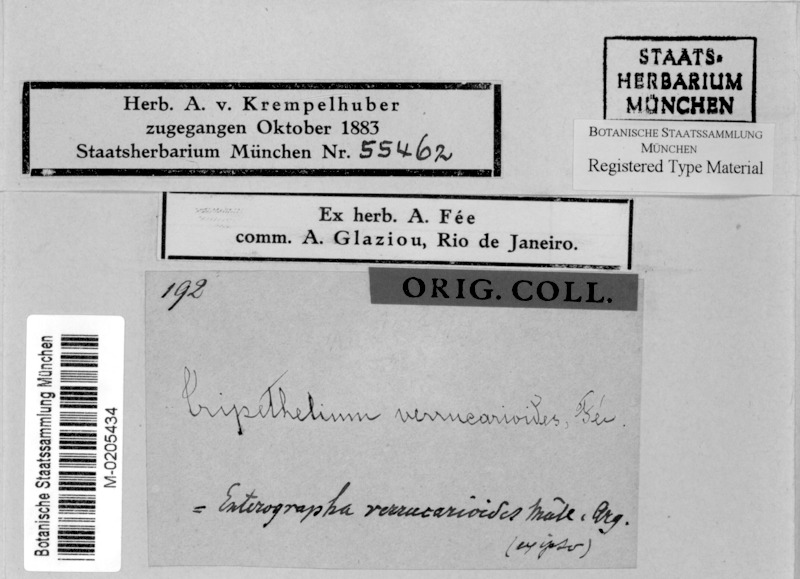 STAATS-
HERBARIUM
MÜNCHEN
Herb. A. v. Krempelhuber
zugegangen Oktober 1883
Staatsherbarium München Nr. 55462
BOTANISCHE STAATSSAMMLUNG
MÜNCHEN
Registered Type Material
Ex herb. A. Fée
comm. A. Glaziou, Rio de Janeiro.
ORIG. COLL.
192
Tripethelium verrucarioides, Fée.
= Enterographa verrucarioides Müll. Arg.
(ex ipso)
Botanische Staatssammlung München
M-0205434